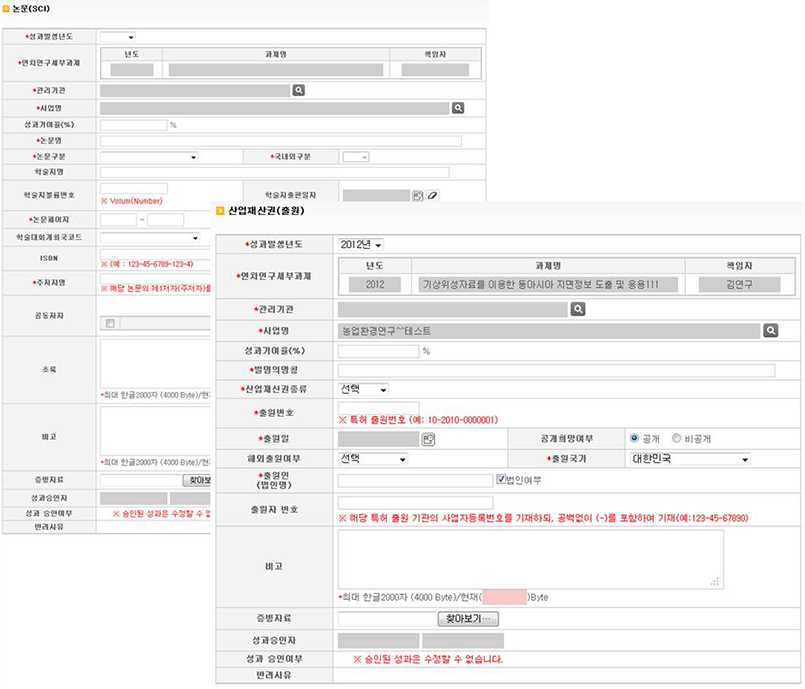 논문(SCI)
*성과발생년도
*연차연구세부과제
년도 과제명 책임자
*관리기관
*사업명
성과기여율(%) %
*논문명
*논문구분 *국내외구분
학술지명
학술지볼륨번호 학술지출판일자
※ Volum(Number)
*논문페이지 ~
학술대회개최국코드
ISBN
※ (예 : 123-45-6789-123-4)
*주저자명
※ 해당 논문의 제1저자(주저자)를
공동저자
초록
*최대 한글2000자 (4000 Byte)/현재
비고
*최대 한글2000자 (4000 Byte)/현재
증빙자료 찾아보
성과승인자
성과 승인여부 ※ 승인된 성과은 수정할 수 없
반려사유
산업재산권(출원)
*성과발생년도 2012년
*연차연구세부과제
년도 과제명 책임자
2012 기상위성자료를 이용한 동아시아 지면정보 도출 및 응용111 김연구
*관리기관
*사업명 농업환경연구^^테스트
성과기여율(%) %
*발명의명칭
*산업재산권종류 선택
*출원번호
※ 특허 출원번호 (예: 10-2010-0000001)
*출원일 공개희망여부 공개 비공개
해외출원여부 선택 *출원국가 대한민국
*출원인
(법인명) 법인여부
출원자 번호
※ 해당 특허 출원 기관의 사업자등록번호를 기재하되, 공백없이 (-)를 포함하여 기재(예:123-45-67890)
비고
*최대 한글2000자 (4000 Byte)/현재( )Byte
증빙자료 찾아보기...
성과승인자
성과 승인여부 ※ 승인된 성과은 수정할 수 없습니다.
반려사유